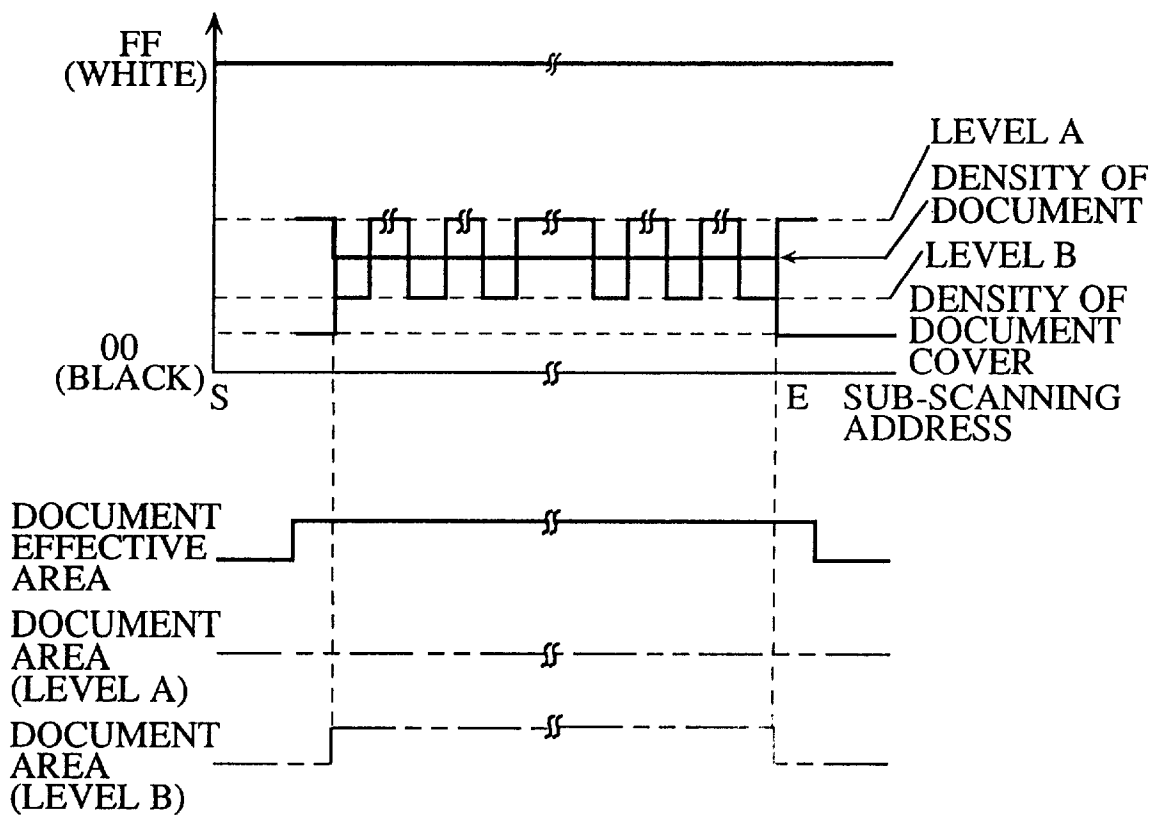 FF
(WHITE)
LEVEL A
DENSITY OF
DOCUMENT
LEVEL B
DENSITY OF
DOCUMENT
COVER
00
(BLACK)
S
E
SUB-SCANNING
ADDRESS
DOCUMENT
EFFECTIVE
AREA
DOCUMENT
AREA
(LEVEL A)
DOCUMENT
AREA
(LEVEL B)